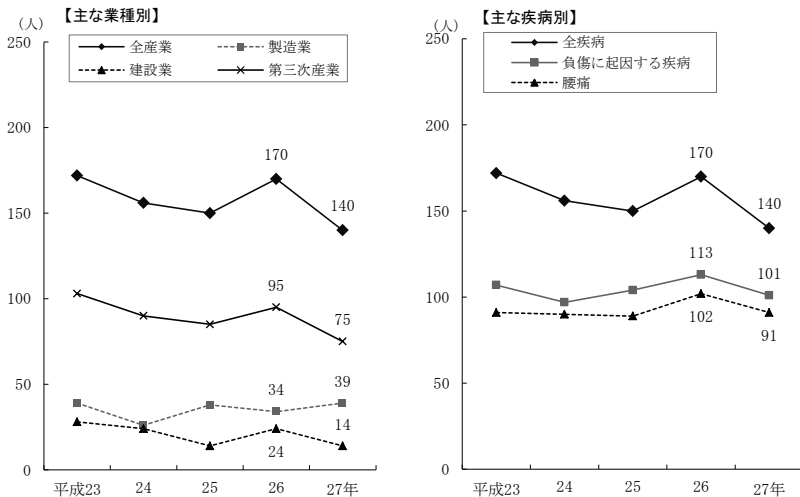 【主な業種別】
(人)
250
200
150
100
50
0
全産業
製造業
建設業
第三次産業
170
140
95
75
34
39
24
14
平成23 24 25 26 27年
【主な疾病別】
(人)
250
200
150
100
50
0
全疾病
負傷に起因する疾病
腰痛
170
140
113
101
102
91
平成23 24 25 26 27年